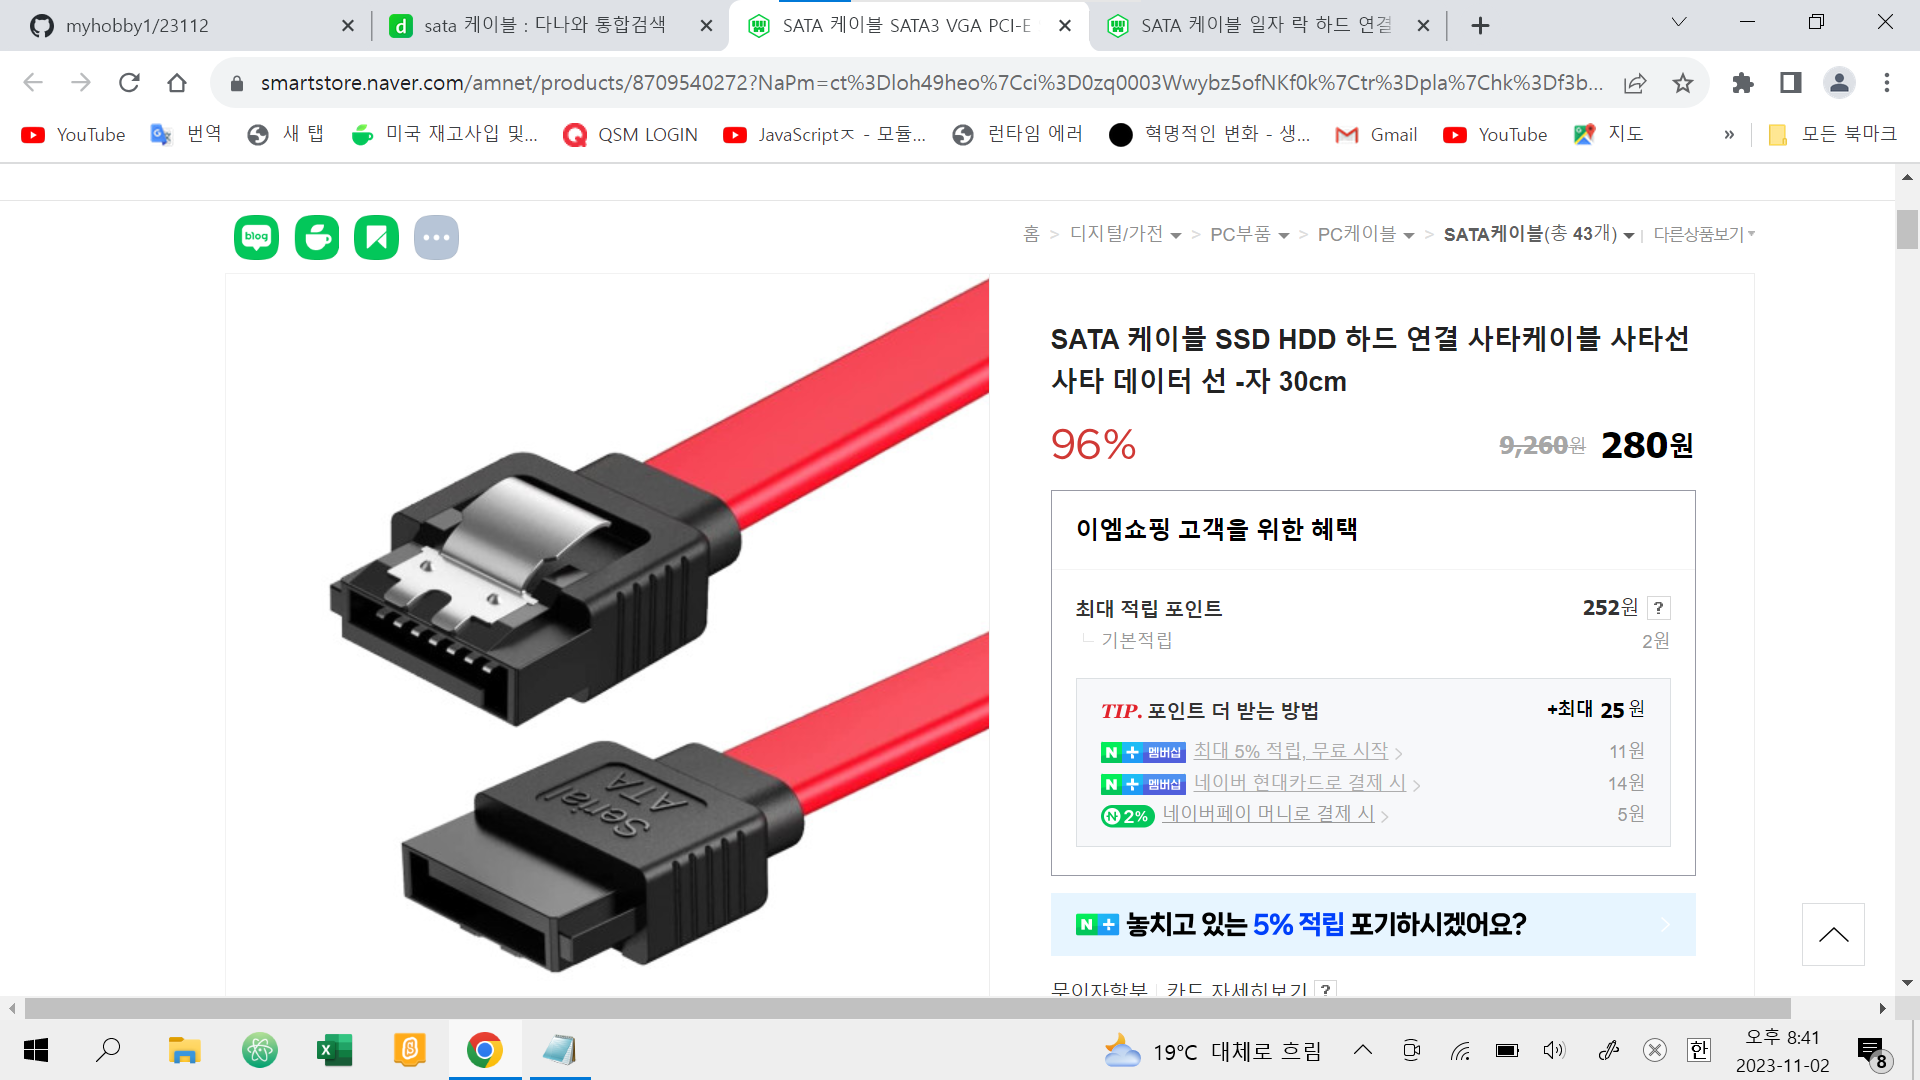 myhobby1/23112
sata 케이블 : 다나와 통합검색
SATA 케이블 SATA3 VGA PCI-E
SATA 케이블 일자 락 하드 연결
smartstore.naver.com/amnet/products/8709540272?NaPm=ct%3Dloh49heo%7Cci%3D0zq0003Wwybz5ofNKf0k%7Ctr%3Dpla%7Chk%3Df3b...
YouTube
번역
새 탭
미국 재고사입 및...
QSM LOGIN
JavaScriptㅈ - 모듈...
런타임 에러
혁명적인 변화 - 생...
Gmail
YouTube
지도
»
모든 북마크
blog
홈 > 디지털/가전 > PC부품 > PC케이블 > SATA케이블(총 43개) | 다른상품보기
SATA 케이블 SSD HDD 하드 연결 사타케이블 사타선
사타 데이터 선 -자 30cm
96%
9,260원 280원
이엠쇼핑 고객을 위한 혜택
최대 적립 포인트 252원 ?
기본적립 2원
TIP. 포인트 더 받는 방법 +최대 25원
N + 멤버십 최대 5% 적립, 무료 시작 > 11원
N + 멤버십 네이버 현대카드로 결제 시 > 14원
N 2% 네이버페이 머니로 결제 시 > 5원
N + 놓치고 있는 5% 적립 포기하시겠어요?
무이자할부 | 카드 자세히보기 ?
Serial
ATA
19°C 대체로 흐림
한
오후 8:41
2023-11-02
8